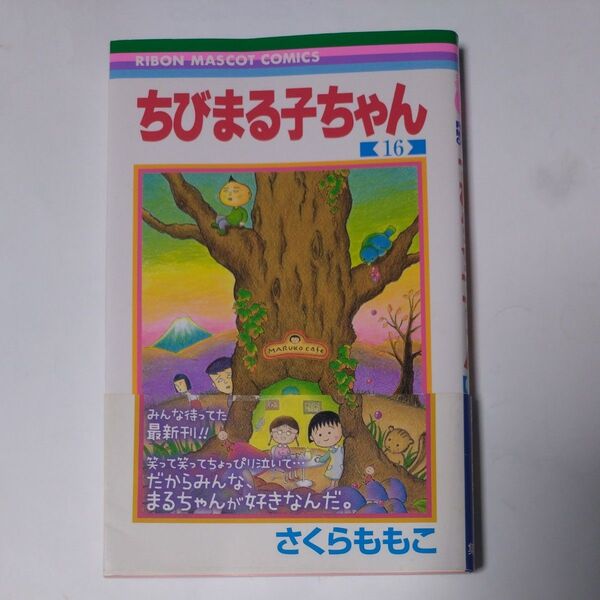 RIBON MASCOT COMICS
ちびまる子ちゃん
16
MARUKO cafe
みんな待ってた
最新刊!!
笑って笑ってちょっぴり泣いて…
だからみんな、
まるちゃんが好きなんだ。
さくらももこ